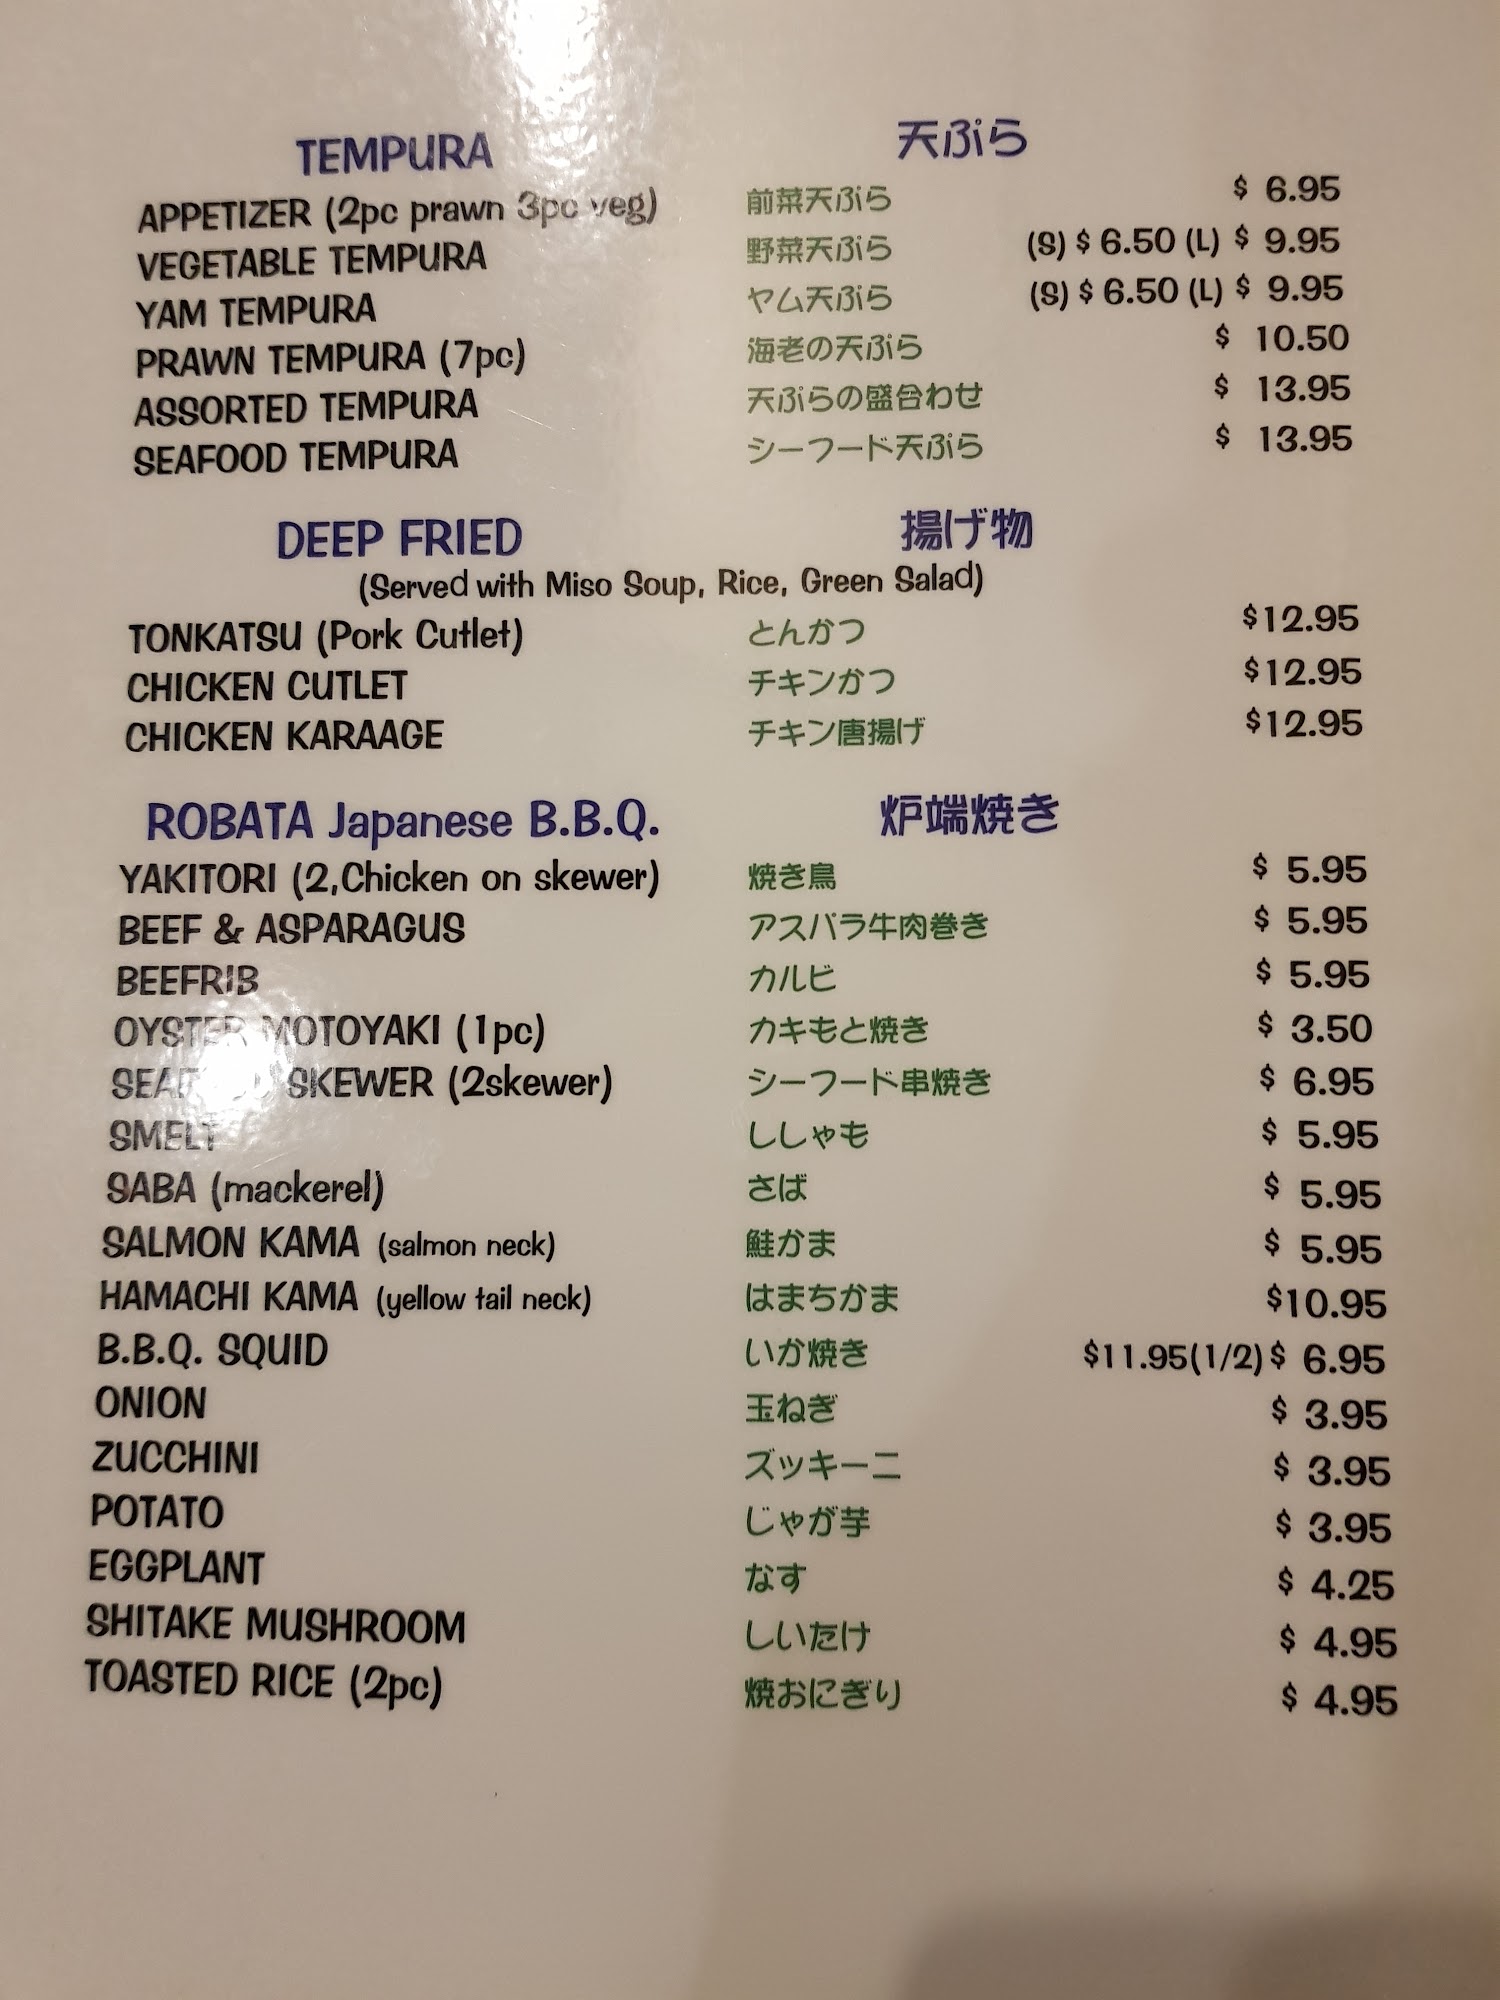 TEMPURA 天ぷら
APPETIZER (2pc prawn 3pc veg) 前菜天ぷら $ 6.95
VEGETABLE TEMPURA 野菜天ぷら (S) $ 6.50 (L) $ 9.95
YAM TEMPURA ヤム天ぷら (S) $ 6.50 (L) $ 9.95
PRAWN TEMPURA (7pc) 海老の天ぷら $ 10.50
ASSORTED TEMPURA 天ぷらの盛合わせ $ 13.95
SEAFOOD TEMPURA シーフード天ぷら $ 13.95
DEEP FRIED 揚げ物
(Served with Miso Soup, Rice, Green Salad)
TONKATSU (Pork Cutlet) とんかつ $12.95
CHICKEN CUTLET チキンかつ $12.95
CHICKEN KARAAGE チキン唐揚げ $12.95
ROBATA Japanese B.B.Q. 炉端焼き
YAKITORI (2,Chicken on skewer) 焼き鳥 $ 5.95
BEEF & ASPARAGUS アスパラ牛肉巻き $ 5.95
BEEFRIB カルビ $ 5.95
OYSTER MOTOYAKI (1pc) カキもと焼き $ 3.50
SKEWER (2skewer) シーフード串焼き $ 6.95
SMELT ししゃも $ 5.95
SABA (mackerel) さば $ 5.95
SALMON KAMA (salmon neck) 鮭かま $ 5.95
HAMACHI KAMA (yellow tail neck) はまちかま $10.95
B.B.Q. SQUID いか焼き $11.95(1/2)$ 6.95
ONION 玉ねぎ $ 3.95
ZUCCHINI ズッキーニ $ 3.95
POTATO じゃが芋 $ 3.95
EGGPLANT なす $ 4.25
SHITAKE MUSHROOM しいたけ $ 4.95
TOASTED RICE (2pc) 焼おにぎり $ 4.95